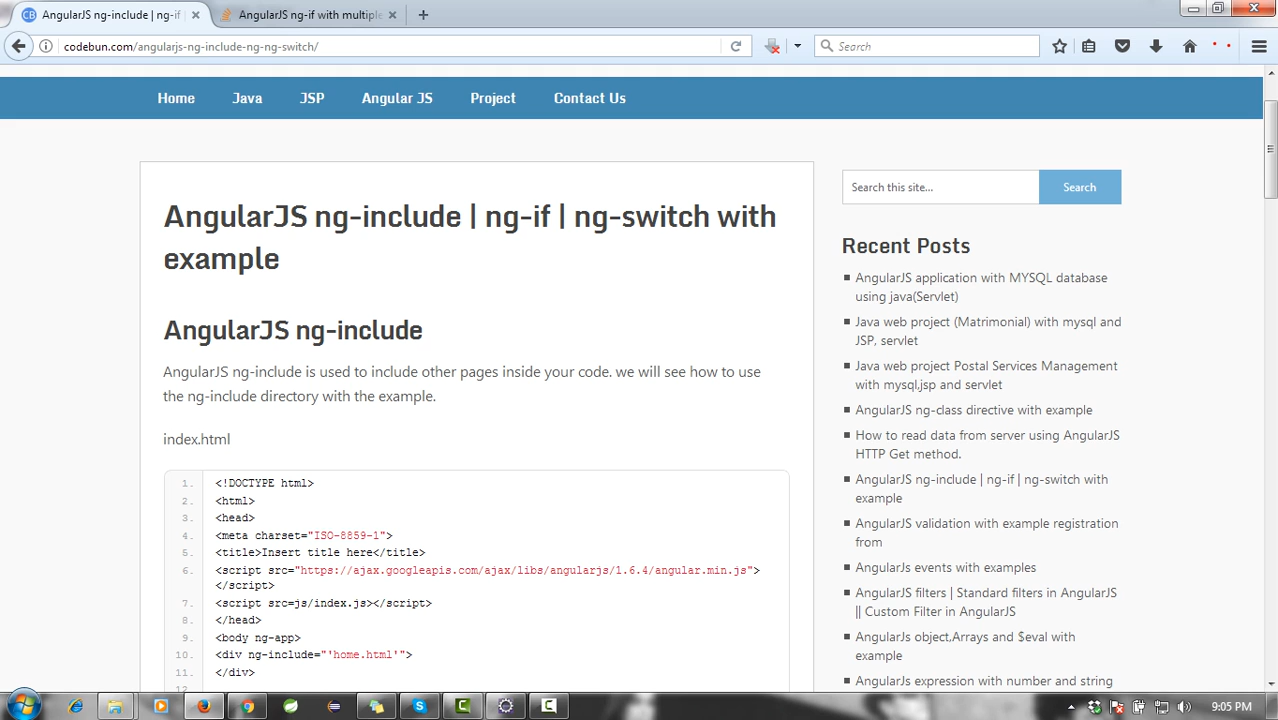 AngularJS ng-include | ng-if
AngularJS ng-if with multiple
codebun.com/angularjs-ng-include-ng-ng-switch/
Search
Home Java JSP Angular JS Project Contact Us
AngularJS ng-include | ng-if | ng-switch with
example
AngularJS ng-include
AngularJS ng-include is used to include other pages inside your code. we will see how to use
the ng-include directory with the example.
index.html
1. <!DOCTYPE html>
2. <html>
3. <head>
4. <meta charset="ISO-8859-1">
5. <title>Insert title here</title>
6. <script src="https://ajax.googleapis.com/ajax/libs/angularjs/1.6.4/angular.min.js">
</script>
7. <script src=js/index.js></script>
8. </head>
9. <body ng-app>
10. <div ng-include="'home.html'">
11. </div>
12.
Search this site...
Search
Recent Posts
AngularJS application with MYSQL database
using java(Servlet)
Java web project (Matrimonial) with mysql and
JSP, servlet
Java web project Postal Services Management
with mysql,jsp and servlet
AngularJS ng-class directive with example
How to read data from server using AngularJS
HTTP Get method.
AngularJS ng-include | ng-if | ng-switch with
example
AngularJS validation with example registration
from
AngularJs events with examples
AngularJS filters | Standard filters in AngularJS
|| Custom Filter in AngularJS
AngularJs object,Arrays and $eval with
example
AngularJs expression with number and string
9:05 PM